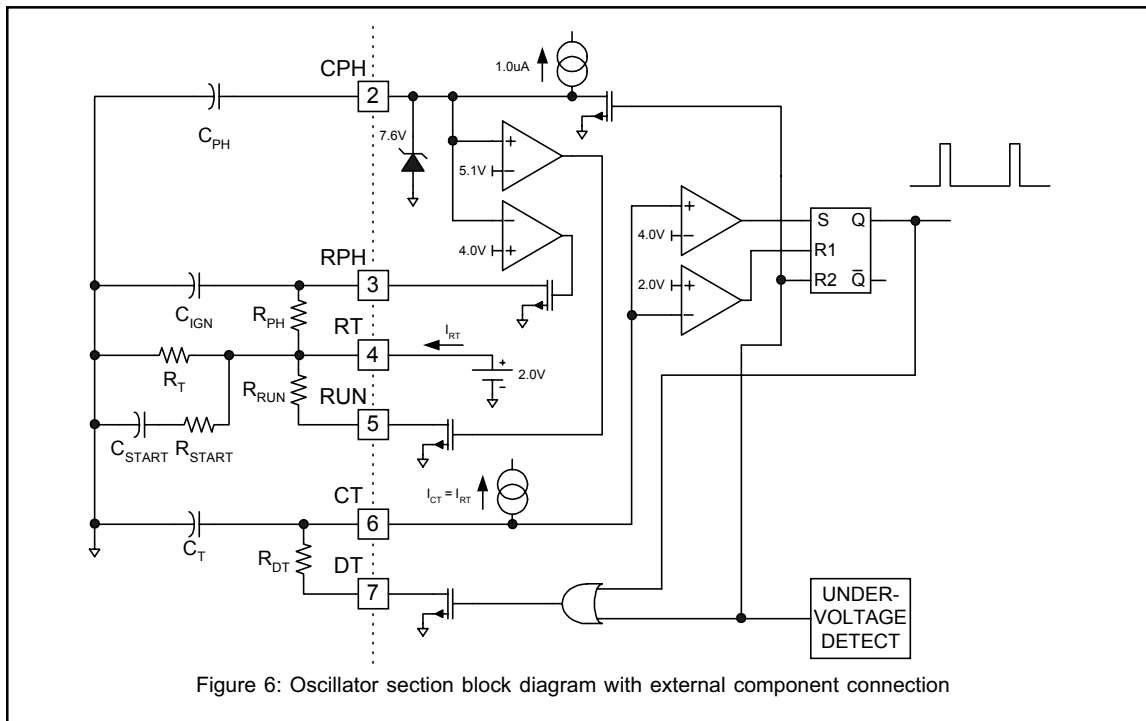 CPH
2
1.0uA
C_PH
7.6V
+
5.1V
−
−
4.0V
+
RPH
3
C_IGN
R_PH
RT
4
I_RT
+
2.0V
−
R_T
R_RUN
RUN
5
C_START
R_START
CT
6
I_CT = I_RT
C_T
R_DT
DT
7
+
4.0V
−
2.0V
+
−
S Q
R1
R2 Q̅
UNDER-
VOLTAGE
DETECT
Figure 6: Oscillator section block diagram with external component connection